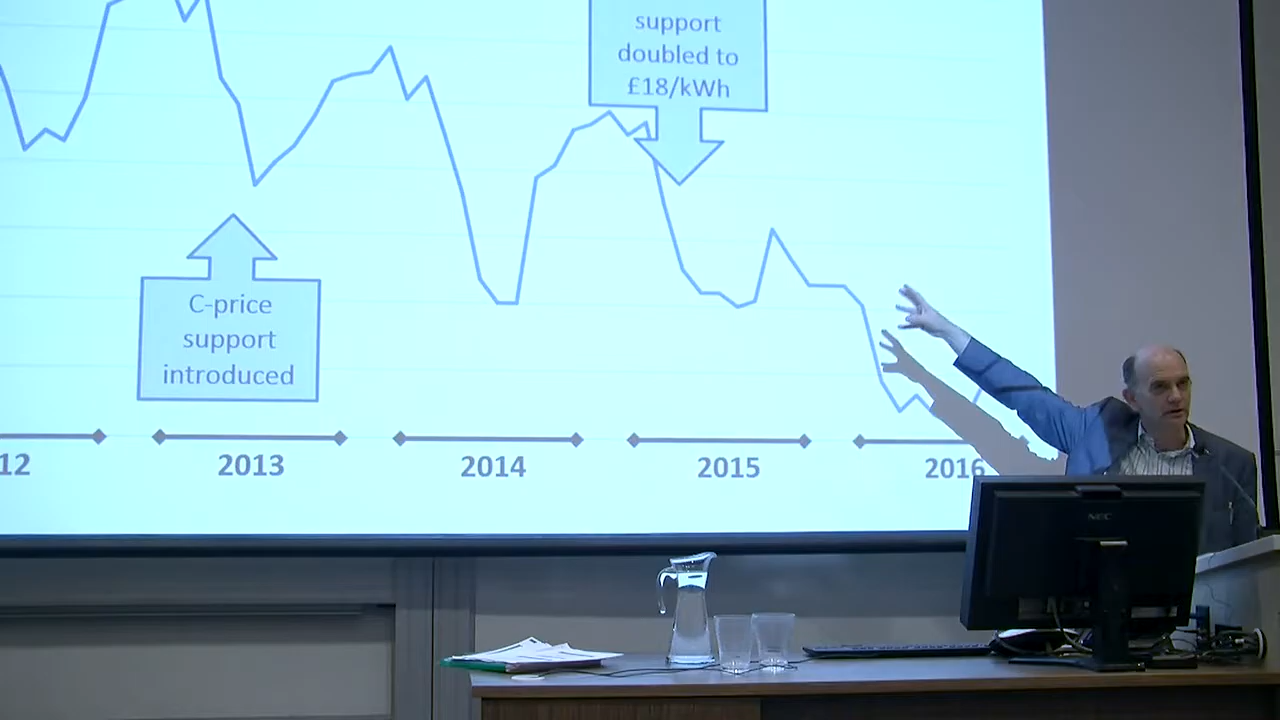 support
doubled to
£18/kWh
C-price
support
introduced
12
2013
2014
2015
2016
NEC